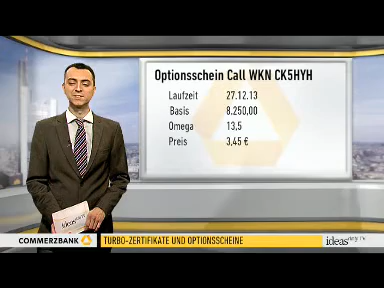 Optionsschein Call WKN CK5HYH
Laufzeit 27.12.13
Basis 8.250,00
Omega 13,5
Preis 3,45 €
ideas
COMMERZBANK TURBO-ZERTIFIKATE UND OPTIONSSCHEINE ideas